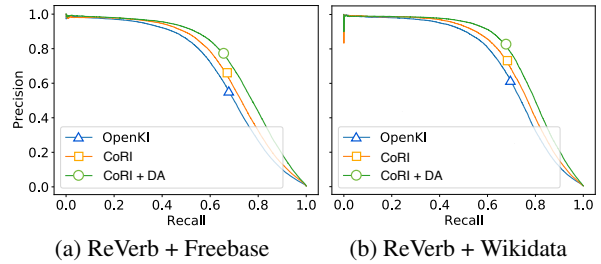 1.0
0.8
0.6
0.4
0.2
0.0
Precision
OpenKI
CoRI
CoRI + DA
0.0 0.2 0.4 0.6 0.8 1.0
Recall
(a) ReVerb + Freebase
OpenKI
CoRI
CoRI + DA
0.0 0.2 0.4 0.6 0.8 1.0
Recall
(b) ReVerb + Wikidata